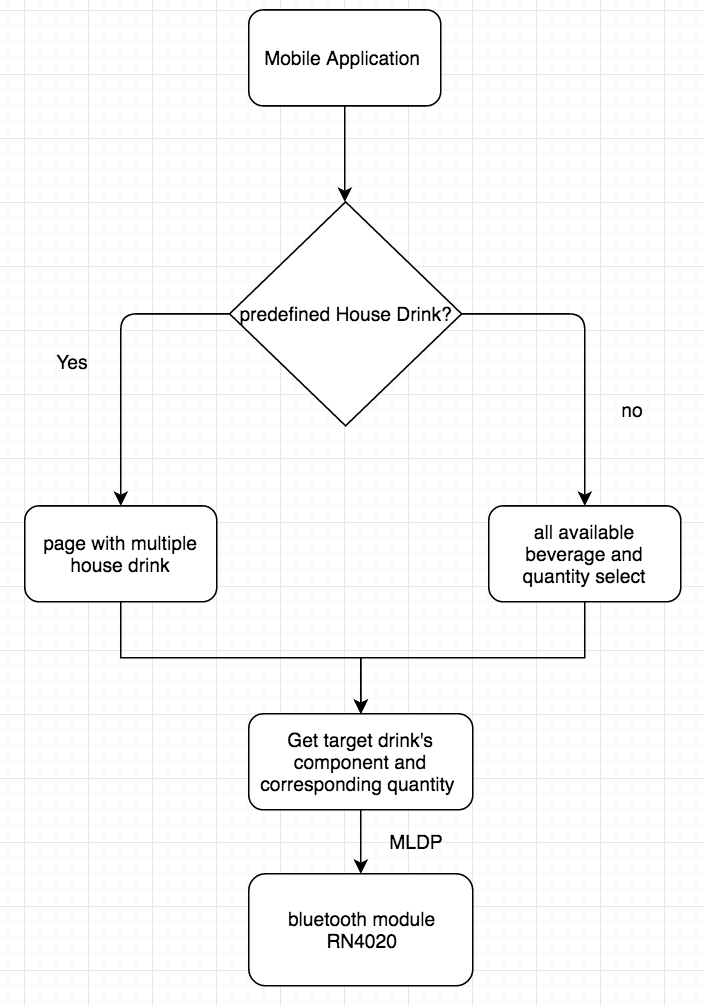 Mobile Application
predefined House Drink?
Yes
no
page with multiple
house drink
all available
beverage and
quantity select
Get target drink's
component and
corresponding quantity
MLDP
bluetooth module
RN4020